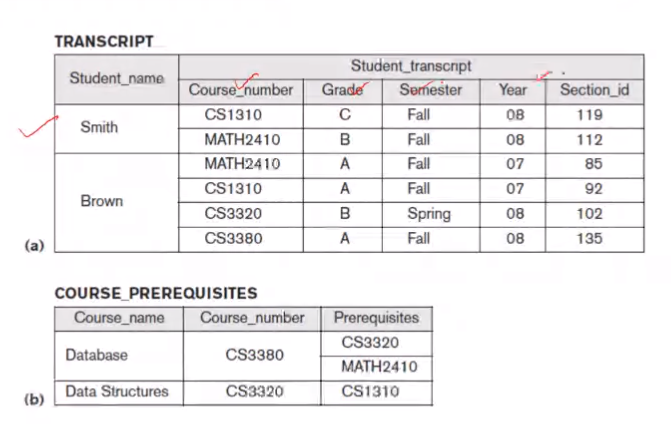 TRANSCRIPT
Student_name Student_transcript
Course_number Grade Semester Year Section_id
Smith CS1310 C Fall 08 119
MATH2410 B Fall 08 112
Brown MATH2410 A Fall 07 85
CS1310 A Fall 07 92
CS3320 B Spring 08 102
(a) CS3380 A Fall 08 135
COURSE_PREREQUISITES
Course_name Course_number Prerequisites
Database CS3380 CS3320
MATH2410
(b) Data Structures CS3320 CS1310